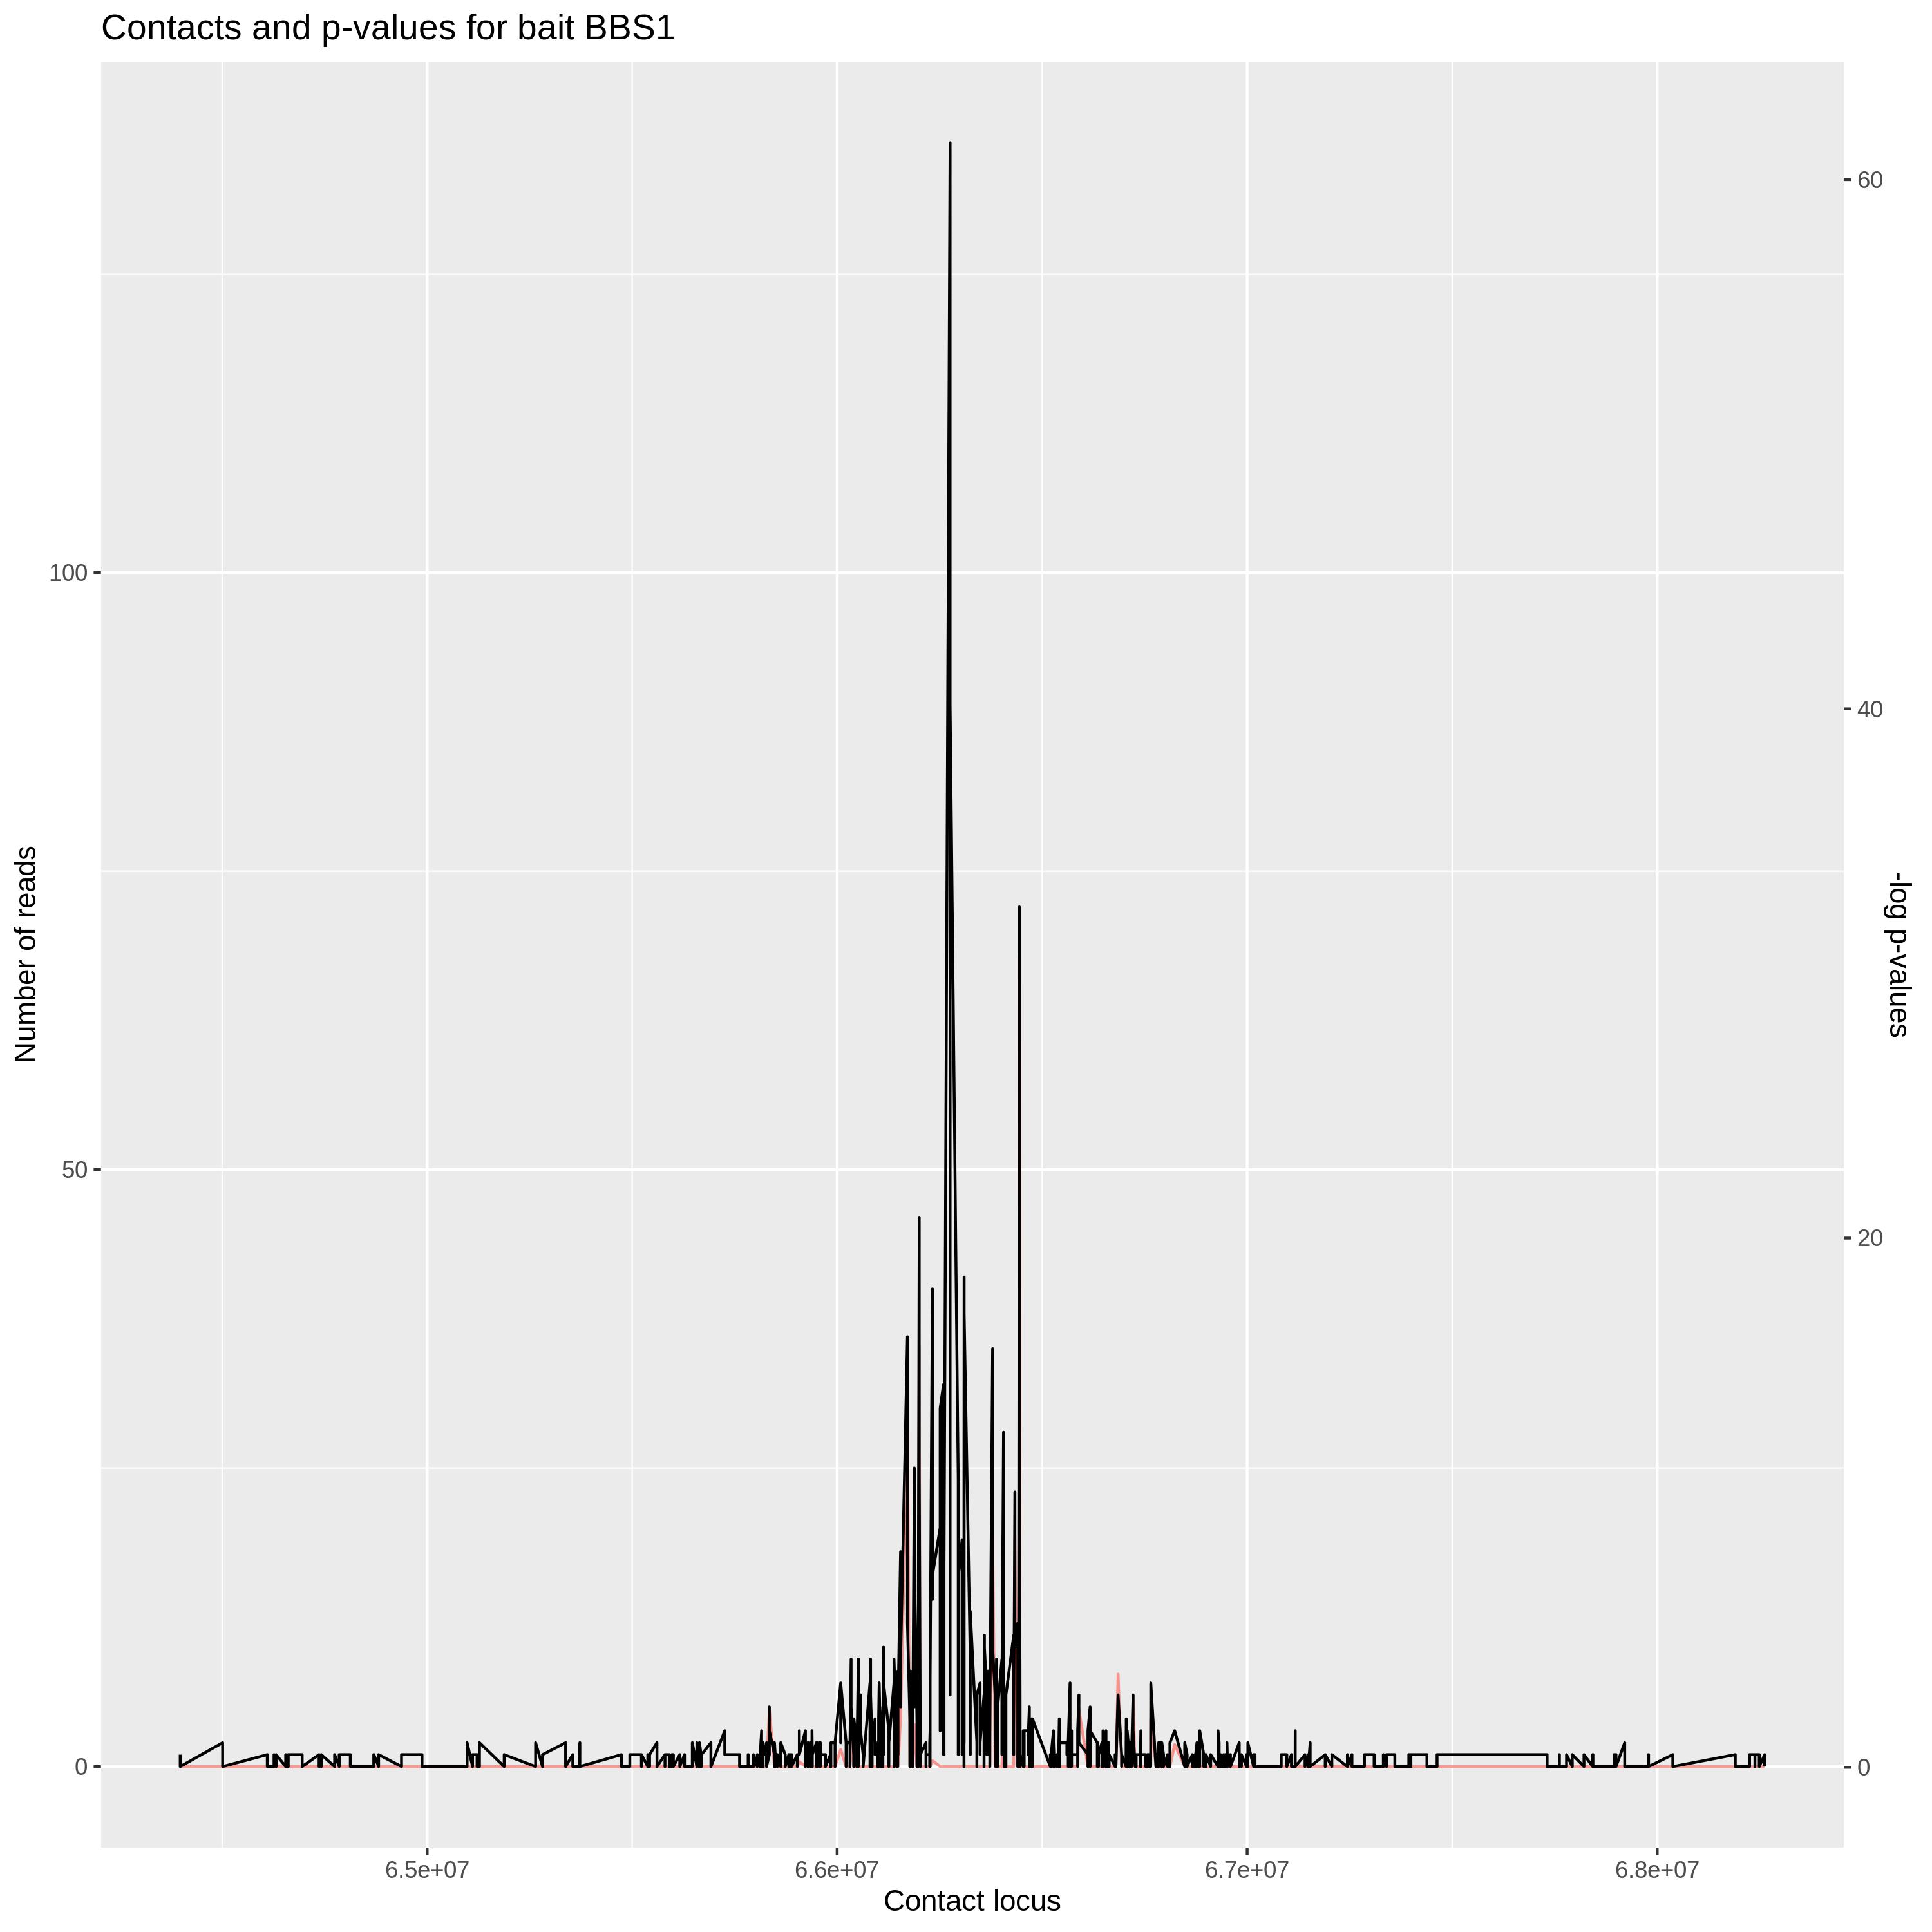 Contacts and p-values for bait BBS1
60
100
40
Number of reads
-log p-values
50
20
0
0
6.5e+07
6.6e+07
6.7e+07
6.8e+07
Contact locus